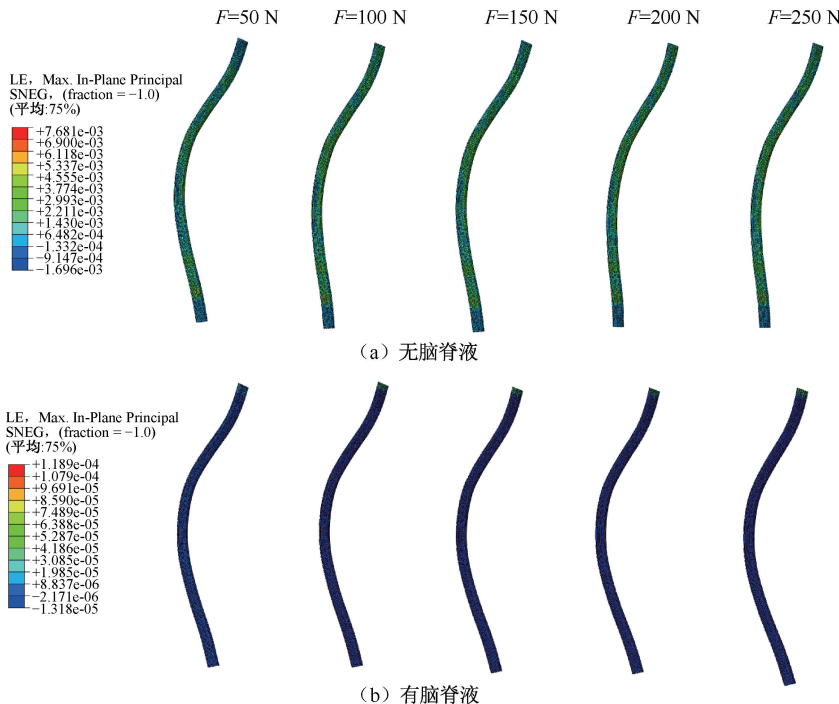 F=50 N F=100 N F=150 N F=200 N F=250 N
LE，Max. In-Plane Principal
SNEG，(fraction = −1.0)
(平均:75%)
+7.681e-03
+6.900e-03
+6.118e-03
+5.337e-03
+4.555e-03
+3.774e-03
+2.993e-03
+2.211e-03
+1.430e-03
+6.482e-04
−1.332e-04
−9.147e-04
−1.696e-03
（a）无脑脊液
LE，Max. In-Plane Principal
SNEG，(fraction = −1.0)
(平均:75%)
+1.189e-04
+1.079e-04
+9.691e-05
+8.590e-05
+7.489e-05
+6.388e-05
+5.287e-05
+4.186e-05
+3.085e-05
+1.985e-05
+8.837e-06
−2.171e-06
−1.318e-05
（b）有脑脊液